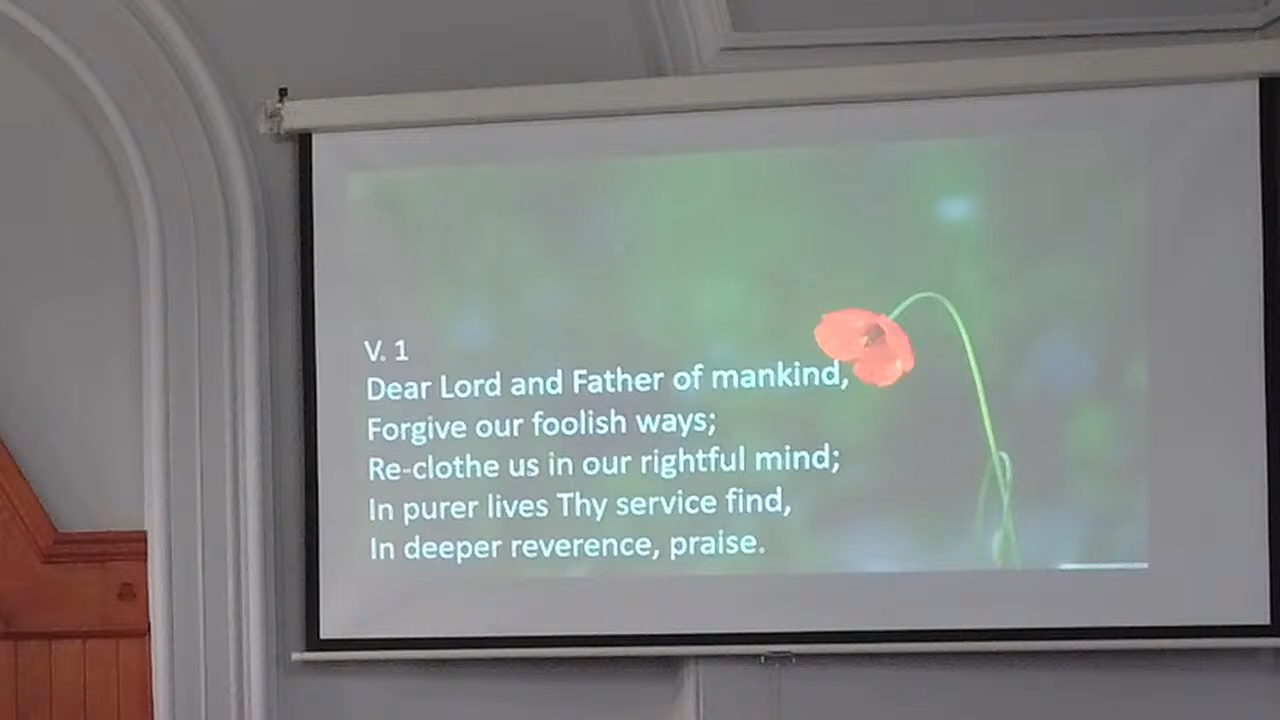 V. 1
Dear Lord and Father of mankind,
Forgive our foolish ways;
Re-clothe us in our rightful mind;
In purer lives Thy service find,
In deeper reverence, praise.